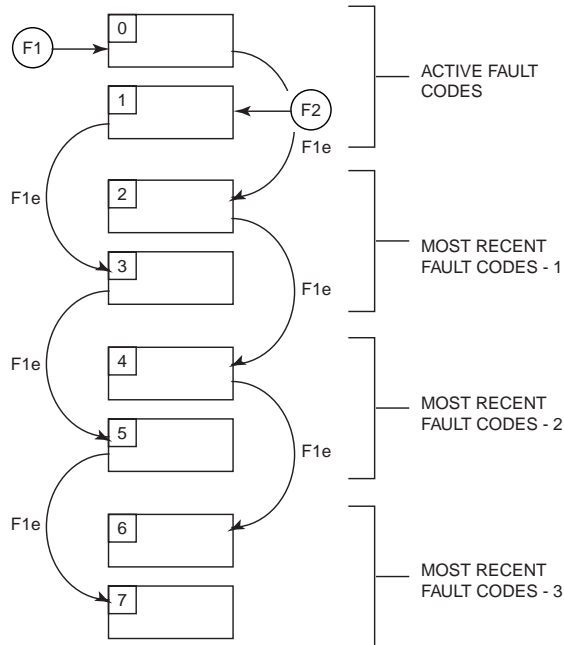 0
F1
ACTIVE FAULT
CODES
1
F2
F1e
2
F1e
MOST RECENT
FAULT CODES - 1
3
F1e
F1e
4
MOST RECENT
FAULT CODES - 2
5
F1e
F1e
6
MOST RECENT
FAULT CODES - 3
7